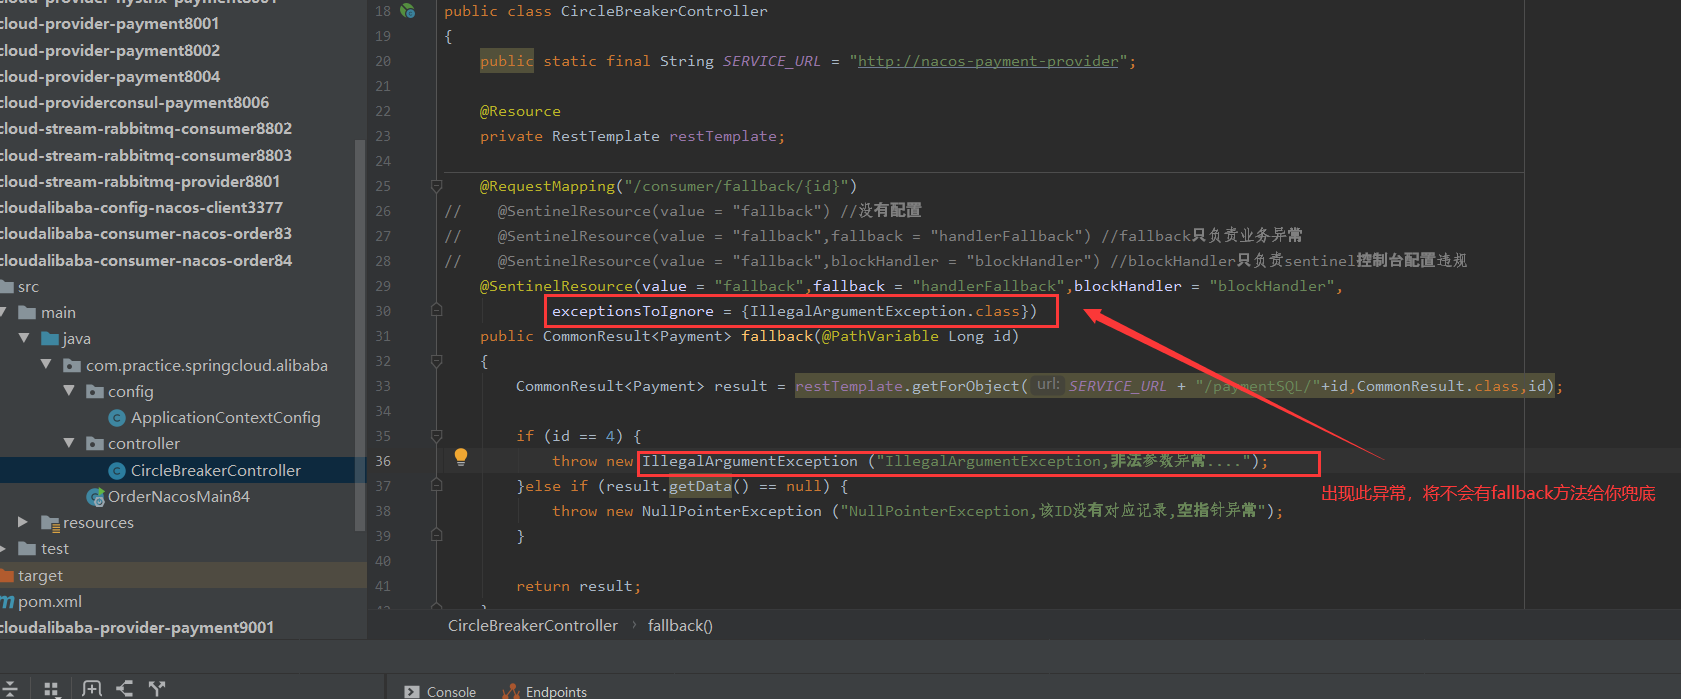 cloud-provider-hystrix-payment8001
cloud-provider-payment8001
cloud-provider-payment8002
cloud-provider-payment8004
cloud-providerconsul-payment8006
cloud-stream-rabbitmq-consumer8802
cloud-stream-rabbitmq-consumer8803
cloud-stream-rabbitmq-provider8801
cloudalibaba-config-nacos-client3377
cloudalibaba-consumer-nacos-order83
cloudalibaba-consumer-nacos-order84
src
main
java
com.practice.springcloud.alibaba
config
ApplicationContextConfig
controller
CircleBreakerController
OrderNacosMain84
resources
test
target
pom.xml
cloudalibaba-provider-payment9001
18 public class CircleBreakerController
19 {
20 public static final String SERVICE_URL = "http://nacos-payment-provider";
21
22 @Resource
23 private RestTemplate restTemplate;
24
25 @RequestMapping("/consumer/fallback/{id}")
26 // @SentinelResource(value = "fallback") //没有配置
27 // @SentinelResource(value = "fallback",fallback = "handlerFallback") //fallback只负责业务异常
28 // @SentinelResource(value = "fallback",blockHandler = "blockHandler") //blockHandler只负责sentinel控制台配置违规
29 @SentinelResource(value = "fallback",fallback = "handlerFallback",blockHandler = "blockHandler",
30 exceptionsToIgnore = {IllegalArgumentException.class})
31 public CommonResult<Payment> fallback(@PathVariable Long id)
32 {
33 CommonResult<Payment> result = restTemplate.getForObject( url: SERVICE_URL + "/paymentSQL/"+id,CommonResult.class,id);
34
35 if (id == 4) {
36 throw new IllegalArgumentException ("IllegalArgumentException,非法参数异常....");
37 }else if (result.getData() == null) {
38 throw new NullPointerException ("NullPointerException,该ID没有对应记录,空指针异常");
39 }
40
41 return result;
出现此异常，将不会有fallback方法给你兜底
CircleBreakerController › fallback()
Console
Endpoints